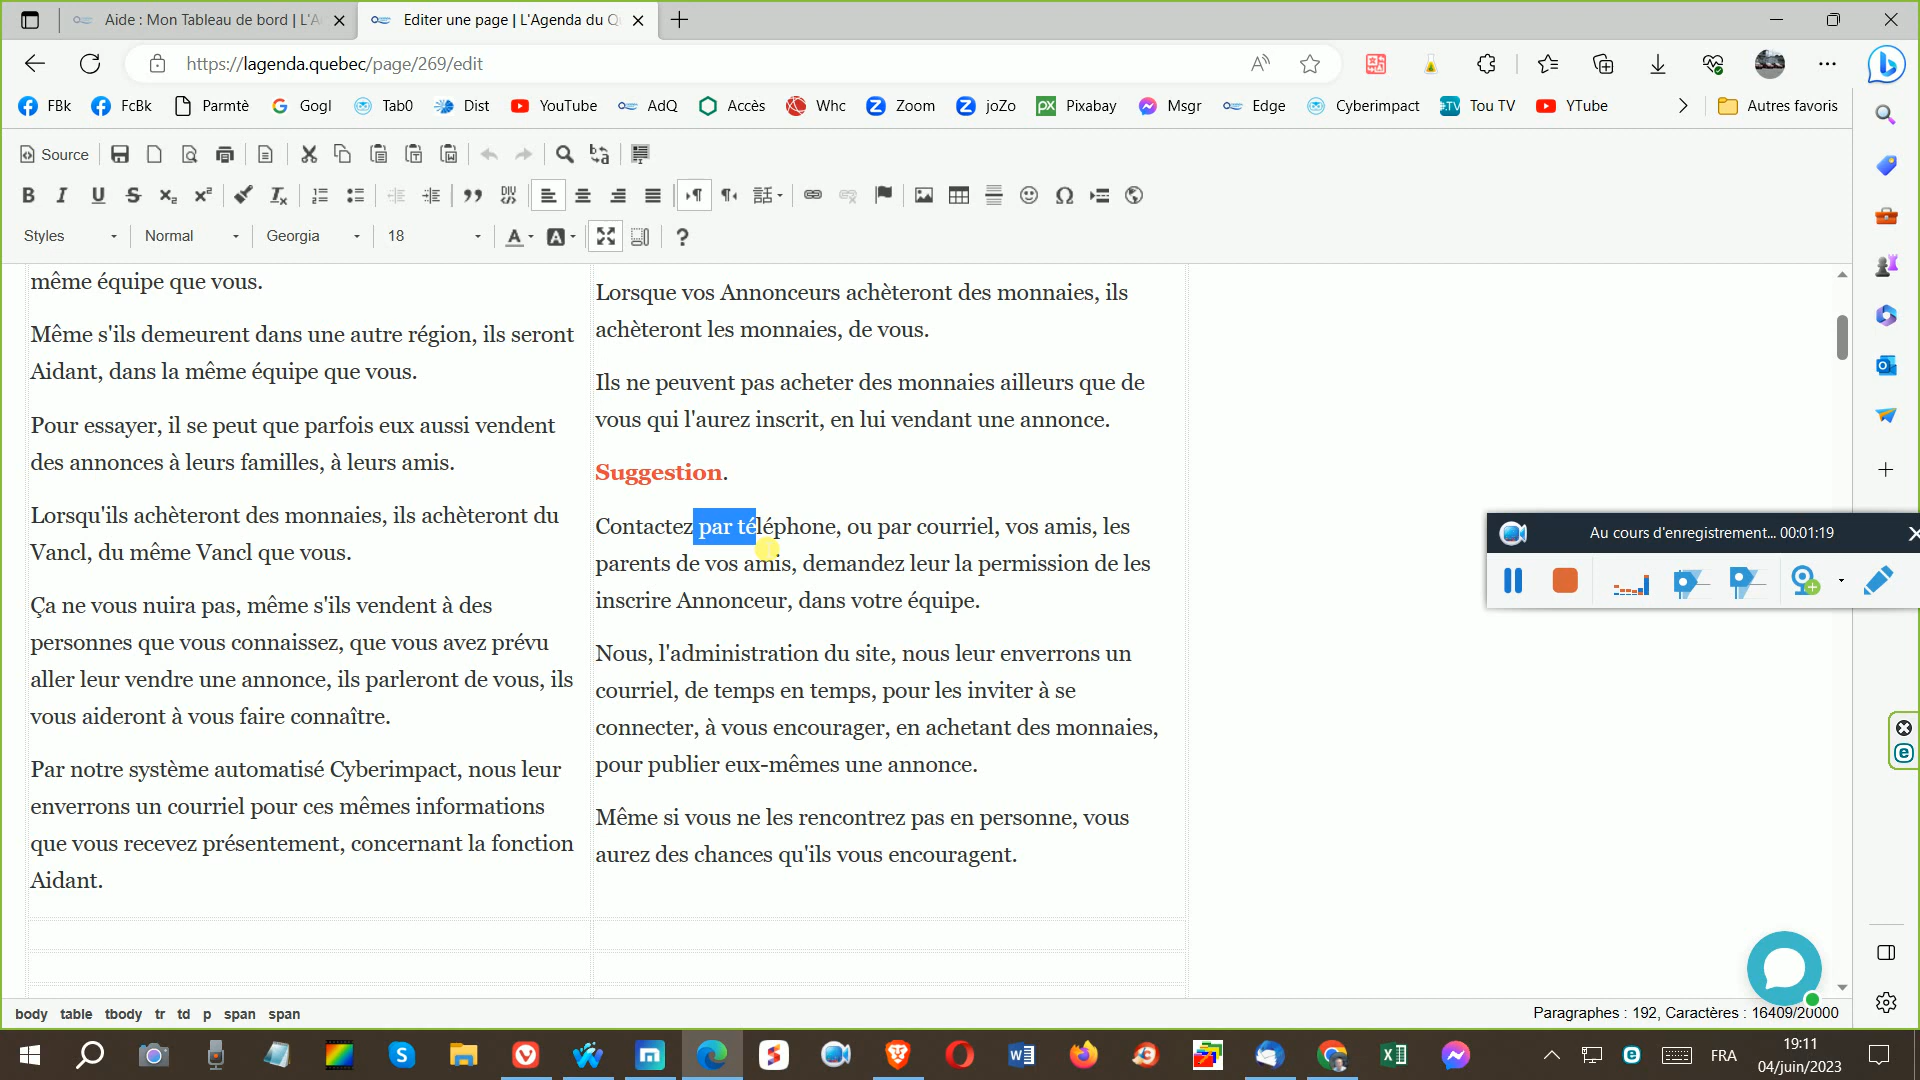 Aide : Mon Tableau de bord | L'A
Editer une page | L'Agenda du Q
https://lagenda.quebec/page/269/edit
FBk FcBk Parmtè Gogl Tab0 Dist YouTube AdQ Accès Whc Zoom joZo Pixabay Msgr Edge Cyberimpact Tou TV YTube Autres favoris
Source
Styles Normal Georgia 18
même équipe que vous.
Même s'ils demeurent dans une autre région, ils seront
Aidant, dans la même équipe que vous.
Pour essayer, il se peut que parfois eux aussi vendent
des annonces à leurs familles, à leurs amis.
Lorsqu'ils achèteront des monnaies, ils achèteront du
Vancl, du même Vancl que vous.
Ça ne vous nuira pas, même s'ils vendent à des
personnes que vous connaissez, que vous avez prévu
aller leur vendre une annonce, ils parleront de vous, ils
vous aideront à vous faire connaître.
Par notre système automatisé Cyberimpact, nous leur
enverrons un courriel pour ces mêmes informations
que vous recevez présentement, concernant la fonction
Aidant.
Lorsque vos Annonceurs achèteront des monnaies, ils
achèteront les monnaies, de vous.
Ils ne peuvent pas acheter des monnaies ailleurs que de
vous qui l'aurez inscrit, en lui vendant une annonce.
Suggestion.
Contactez par téléphone, ou par courriel, vos amis, les
parents de vos amis, demandez leur la permission de les
inscrire Annonceur, dans votre équipe.
Nous, l'administration du site, nous leur enverrons un
courriel, de temps en temps, pour les inviter à se
connecter, à vous encourager, en achetant des monnaies,
pour publier eux-mêmes une annonce.
Même si vous ne les rencontrez pas en personne, vous
aurez des chances qu'ils vous encouragent.
Au cours d'enregistrement... 00:01:19
body table tbody tr td p span span
Paragraphes : 192, Caractères : 16409/20000
FRA
19:11
04/juin/2023